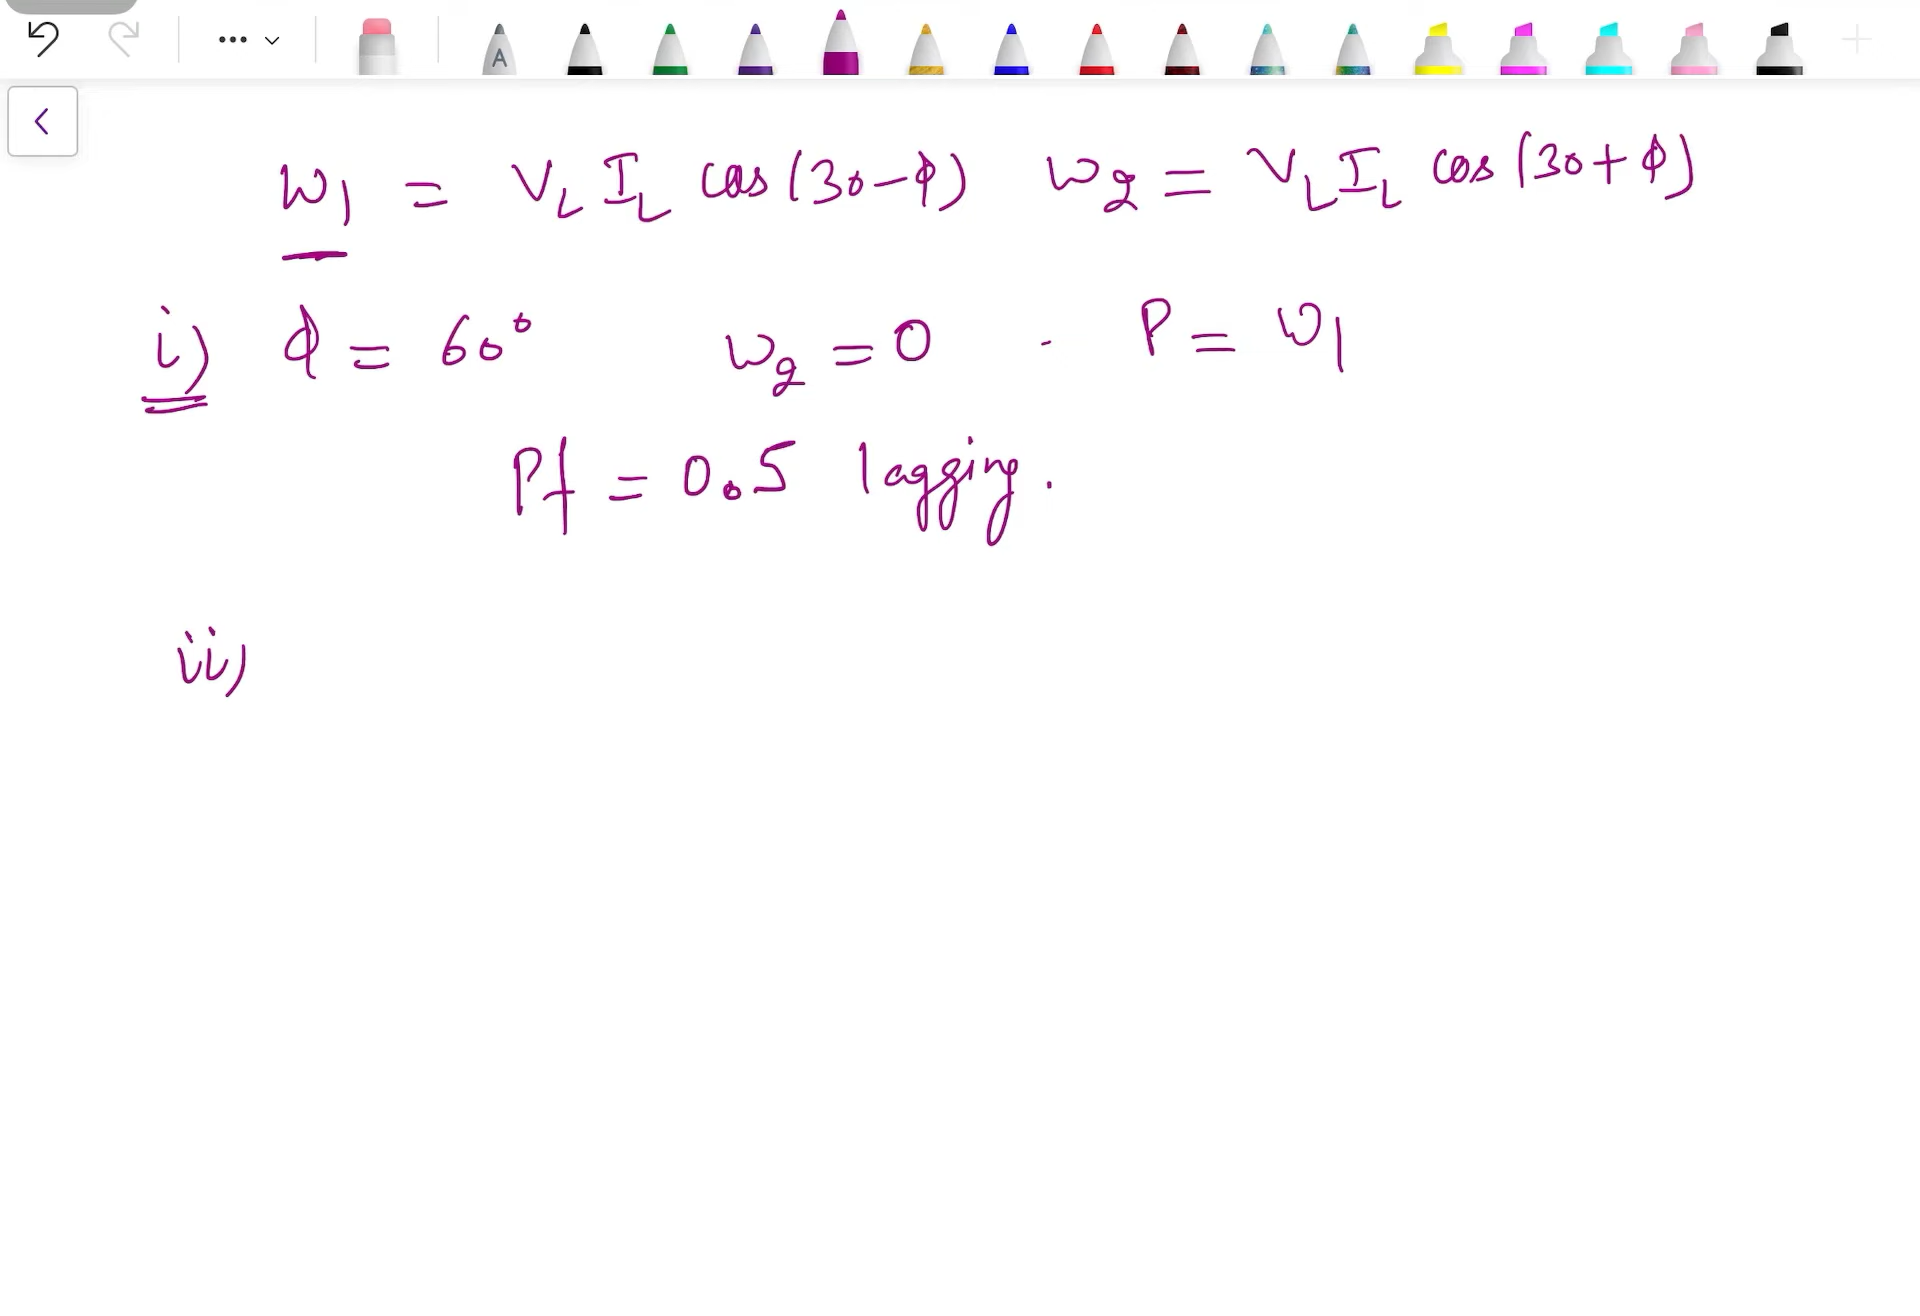 W1 = VL IL cos(30-ϕ) W2 = VL IL cos(30+ϕ)
i) ϕ = 60° W2 = 0 . P = W1
Pf = 0.5 lagging.
ii)